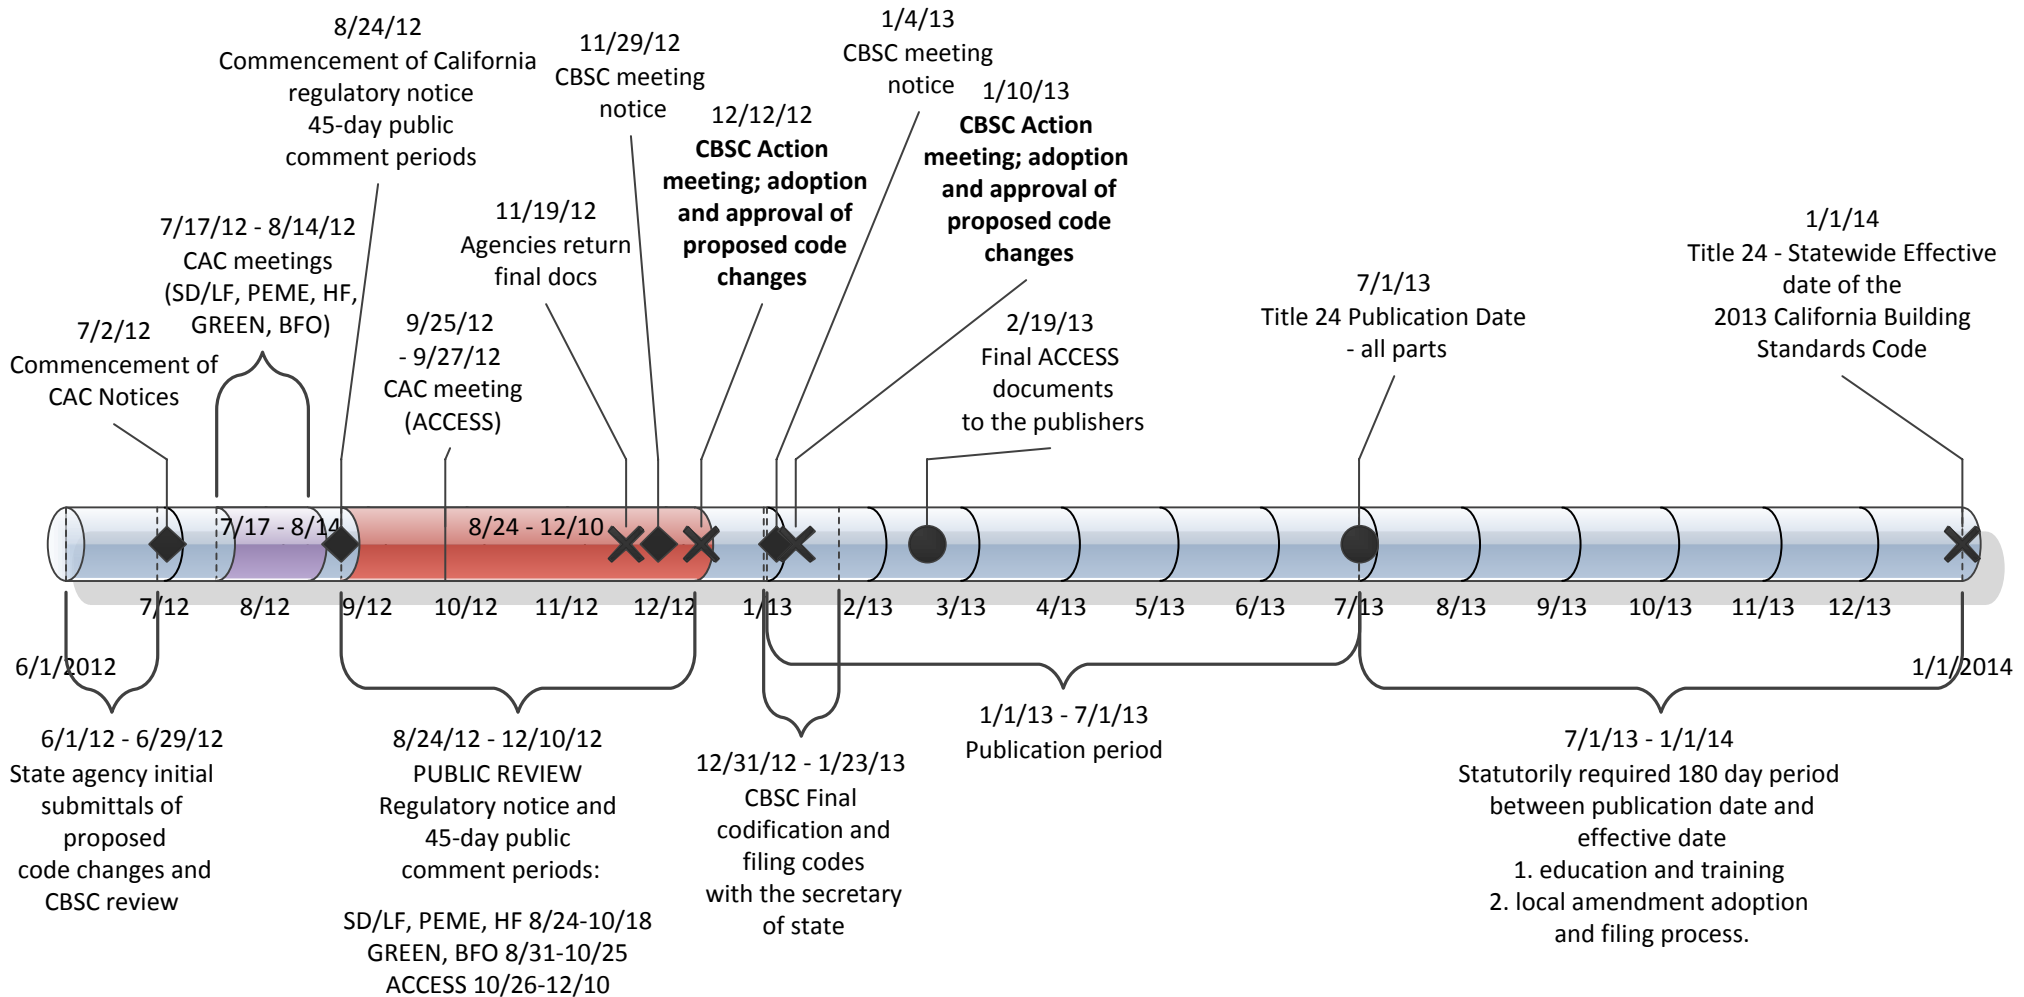 8/24/12
Commencement of California
regulatory notice
45-day public
comment periods
11/29/12
CBSC meeting
notice
1/4/13
CBSC meeting
notice
12/12/12
CBSC Action
meeting; adoption
and approval of
proposed code
changes
1/10/13
CBSC Action
meeting; adoption
and approval of
proposed code
changes
7/17/12 - 8/14/12
CAC meetings
(SD/LF, PEME, HF,
GREEN, BFO)
11/19/12
Agencies return
final docs
1/1/14
Title 24 - Statewide Effective
date of the
2013 California Building
Standards Code
7/2/12
Commencement of
CAC Notices
9/25/12
- 9/27/12
CAC meeting
(ACCESS)
2/19/13
Final ACCESS
documents
to the publishers
7/1/13
Title 24 Publication Date
- all parts
7/17 - 8/14
8/24 - 12/10
7/12
8/12
9/12
10/12
11/12
12/12
1/13
2/13
3/13
4/13
5/13
6/13
7/13
8/13
9/13
10/13
11/13
12/13
6/1/2012
1/1/2014
6/1/12 - 6/29/12
State agency initial
submittals of
proposed
code changes and
CBSC review
8/24/12 - 12/10/12
PUBLIC REVIEW
Regulatory notice and
45-day public
comment periods:
SD/LF, PEME, HF 8/24-10/18
GREEN, BFO 8/31-10/25
ACCESS 10/26-12/10
12/31/12 - 1/23/13
CBSC Final
codification and
filing codes
with the secretary
of state
1/1/13 - 7/1/13
Publication period
7/1/13 - 1/1/14
Statutorily required 180 day period
between publication date and
effective date
1. education and training
2. local amendment adoption
and filing process.